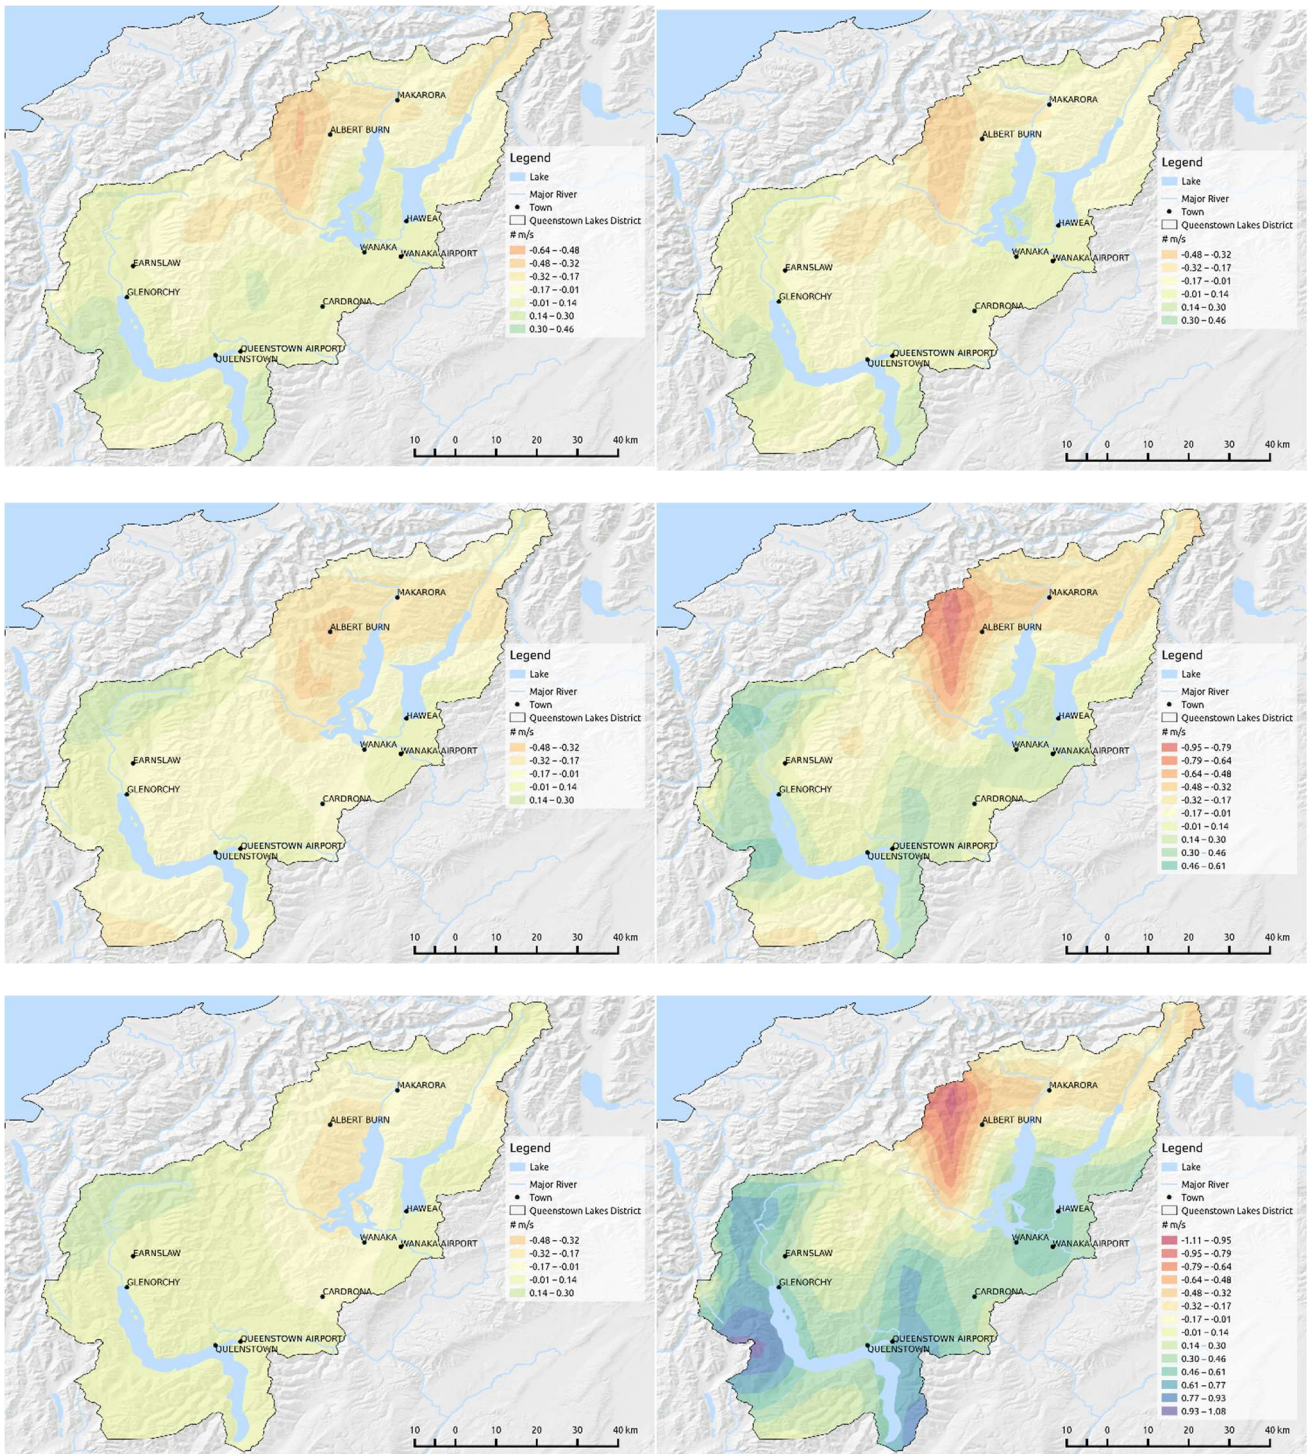 MAKARORA
ALBERT BURN
HAWEA
WANAKA
WANAKA AIRPORT
EARNSLAW
GLENORCHY
CARDRONA
QUEENSTOWN AIRPORT
QUEENSTOWN
Legend
Lake
Major River
Town
Queenstown Lakes District
# m/s
-0.64 – -0.48
-0.48 – -0.32
-0.32 – -0.17
-0.17 – -0.01
-0.01 – 0.14
0.14 – 0.30
0.30 – 0.46
10 0 10 20 30 40 km
MAKARORA
ALBERT BURN
HAWEA
WANAKA
WANAKA AIRPORT
EARNSLAW
GLENORCHY
CARDRONA
QUEENSTOWN AIRPORT
QUEENSTOWN
Legend
Lake
Major River
Town
Queenstown Lakes District
# m/s
-0.48 – -0.32
-0.32 – -0.17
-0.17 – -0.01
-0.01 – 0.14
0.14 – 0.30
0.30 – 0.46
10 0 10 20 30 40 km
MAKARORA
ALBERT BURN
HAWEA
WANAKA
WANAKA AIRPORT
EARNSLAW
GLENORCHY
CARDRONA
QUEENSTOWN AIRPORT
QUEENSTOWN
Legend
Lake
Major River
Town
Queenstown Lakes District
# m/s
-0.48 – -0.32
-0.32 – -0.17
-0.17 – -0.01
-0.01 – 0.14
0.14 – 0.30
10 0 10 20 30 40 km
MAKARORA
ALBERT BURN
HAWEA
WANAKA
WANAKA AIRPORT
EARNSLAW
GLENORCHY
CARDRONA
QUEENSTOWN AIRPORT
QUEENSTOWN
Legend
Lake
Major River
Town
Queenstown Lakes District
# m/s
-0.95 – -0.79
-0.79 – -0.64
-0.64 – -0.48
-0.48 – -0.32
-0.32 – -0.17
-0.17 – -0.01
-0.01 – 0.14
0.14 – 0.30
0.30 – 0.46
0.46 – 0.61
10 0 10 20 30 40 km
MAKARORA
ALBERT BURN
HAWEA
WANAKA
WANAKA AIRPORT
EARNSLAW
GLENORCHY
CARDRONA
QUEENSTOWN AIRPORT
QUEENSTOWN
Legend
Lake
Major River
Town
Queenstown Lakes District
# m/s
-0.48 – -0.32
-0.32 – -0.17
-0.17 – -0.01
-0.01 – 0.14
0.14 – 0.30
10 0 10 20 30 40 km
MAKARORA
ALBERT BURN
HAWEA
WANAKA
WANAKA AIRPORT
EARNSLAW
GLENORCHY
CARDRONA
QUEENSTOWN AIRPORT
QUEENSTOWN
Legend
Lake
Major River
Town
Queenstown Lakes District
# m/s
-1.11 – -0.95
-0.95 – -0.79
-0.79 – -0.64
-0.64 – -0.48
-0.48 – -0.32
-0.32 – -0.17
-0.17 – -0.01
-0.01 – 0.14
0.14 – 0.30
0.30 – 0.46
0.46 – 0.61
0.61 – 0.77
0.77 – 0.93
0.93 – 1.08
10 0 10 20 30 40 km